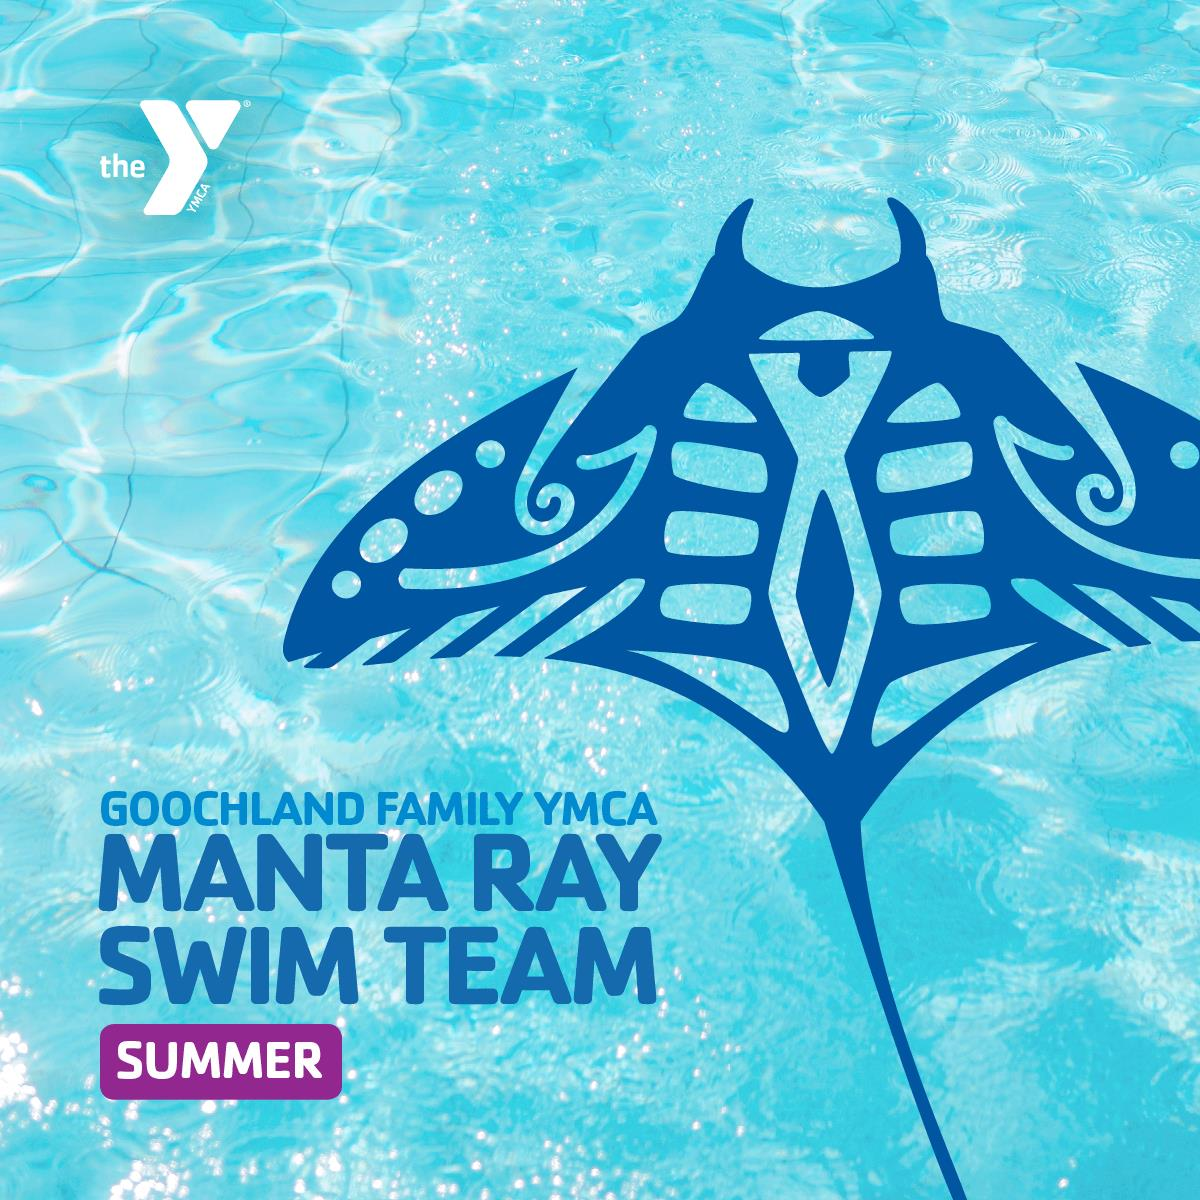 the
YMCA
®
GOOCHLAND FAMILY YMCA
MANTA RAY
SWIM TEAM
SUMMER